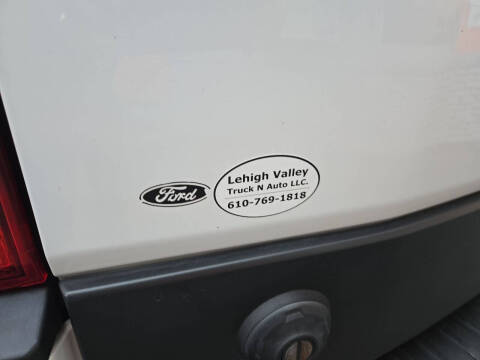 Ford
Lehigh Valley
Truck N Auto LLC.
610-769-1818